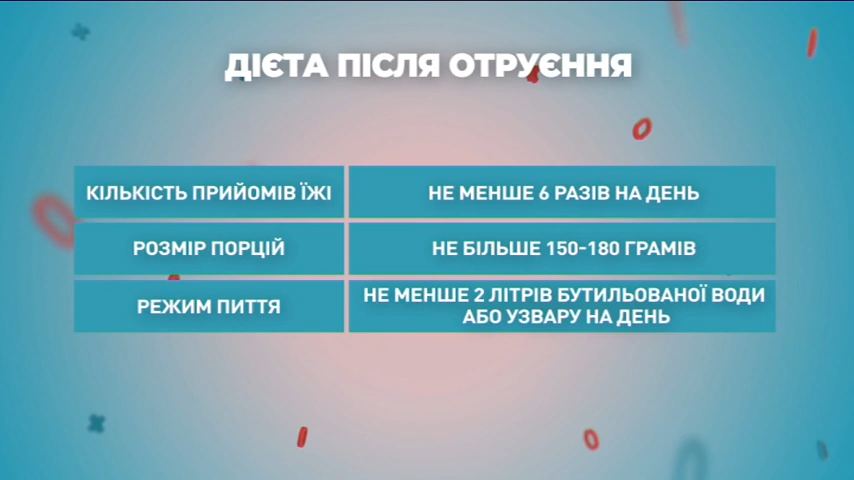 ДІЄТА ПІСЛЯ ОТРУЄННЯ
КІЛЬКІСТЬ ПРИЙОМІВ ЇЖІ
НЕ МЕНШЕ 6 РАЗІВ НА ДЕНЬ
РОЗМІР ПОРЦІЙ
НЕ БІЛЬШЕ 150-180 ГРАМІВ
РЕЖИМ ПИТТЯ
НЕ МЕНШЕ 2 ЛІТРІВ БУТИЛЬОВАНОЇ ВОДИ
АБО УЗВАРУ НА ДЕНЬ